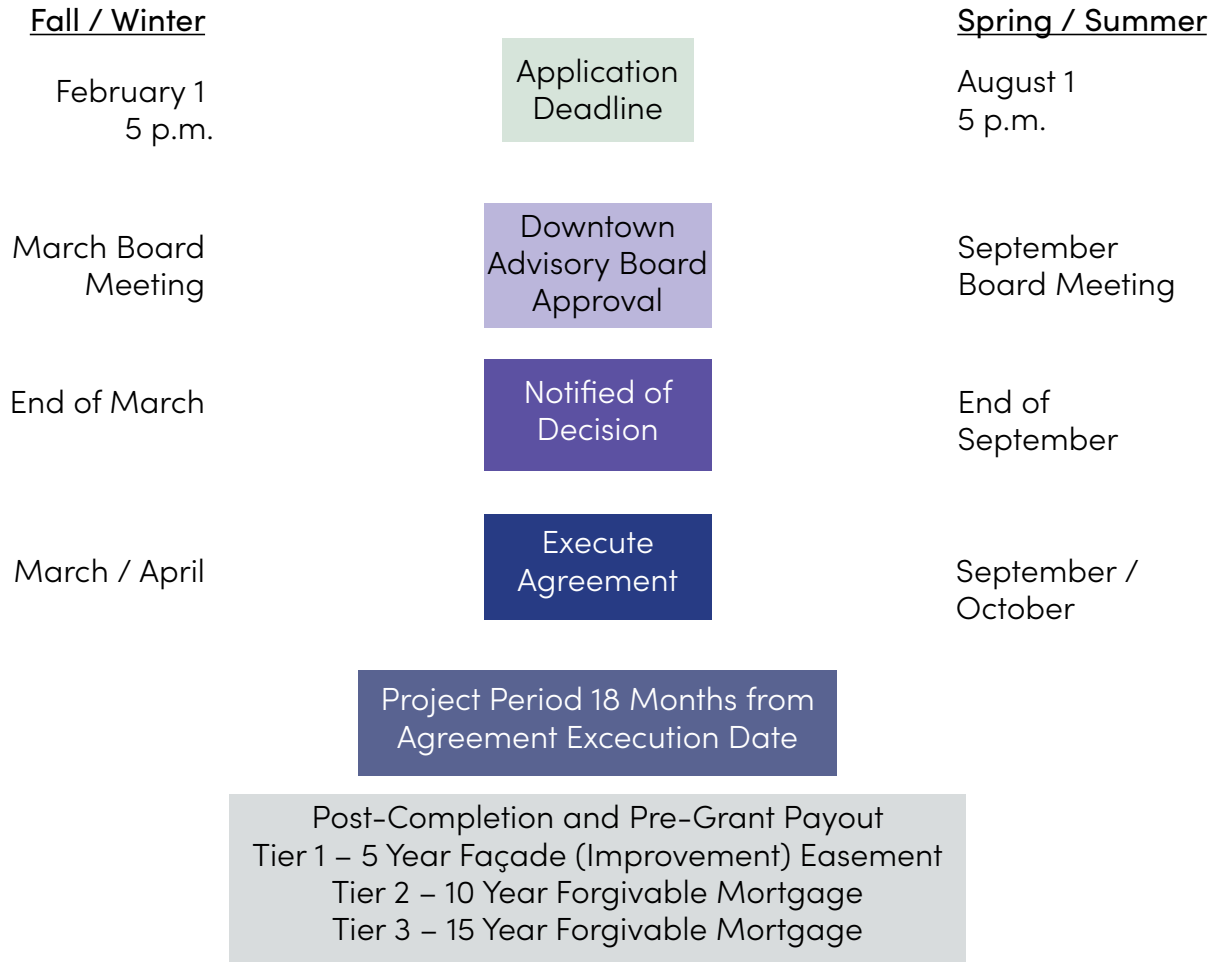 Fall / Winter
Spring / Summer
February 1
5 p.m.
Application
Deadline
August 1
5 p.m.
March Board
Meeting
Downtown
Advisory Board
Approval
September
Board Meeting
End of March
Notified of
Decision
End of
September
March / April
Execute
Agreement
September /
October
Project Period 18 Months from
Agreement Excecution Date
Post-Completion and Pre-Grant Payout
Tier 1 – 5 Year Façade (Improvement) Easement
Tier 2 – 10 Year Forgivable Mortgage
Tier 3 – 15 Year Forgivable Mortgage